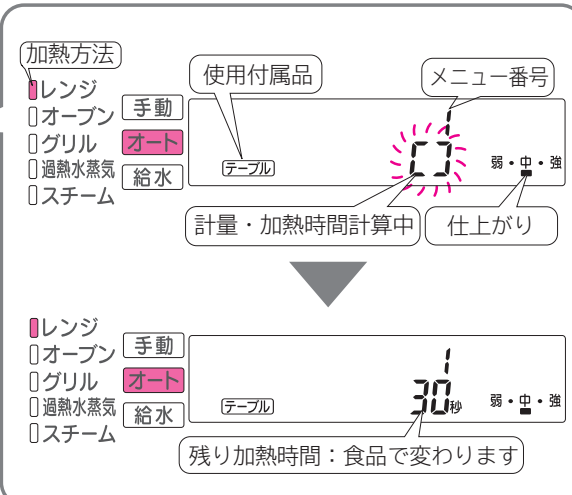 加熱方法
使用付属品
メニュー番号
レンジ
オーブン
グリル
過熱水蒸気
スチーム
手動
オート
給水
テーブル
1
弱・中・強
計量・加熱時間計算中
仕上がり
レンジ
オーブン
グリル
過熱水蒸気
スチーム
手動
オート
給水
テーブル
1
30秒
弱・中・強
残り加熱時間：食品で変わります